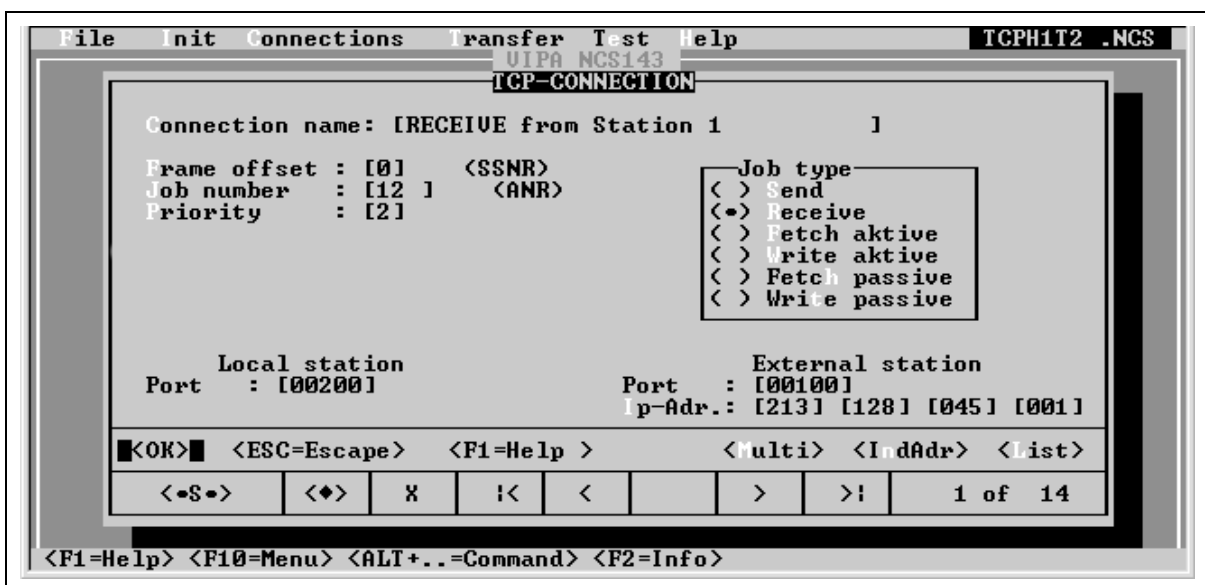 File Init Connections Transfer Test Help TCPH1T2 .NCS
VIPA NCS143
TCP-CONNECTION
Connection name: [RECEIVE from Station 1 ]
Frame offset : [0] <SSNR>
Job number : [12 ] <ANR>
Priority : [2]
Job type
( ) Send
(•) Receive
( ) Fetch aktive
( ) Write aktive
( ) Fetch passive
( ) Write passive
Local station
Port : [00200]
External station
Port : [00100]
Ip-Adr.: [213] [128] [045] [001]
<OK> <ESC=Escape> <F1=Help > <Multi> <IndAdr> <List>
<•S•> <♦> X |< < > >| 1 of 14
<F1=Help> <F10=Menu> <ALT+..=Command> <F2=Info>